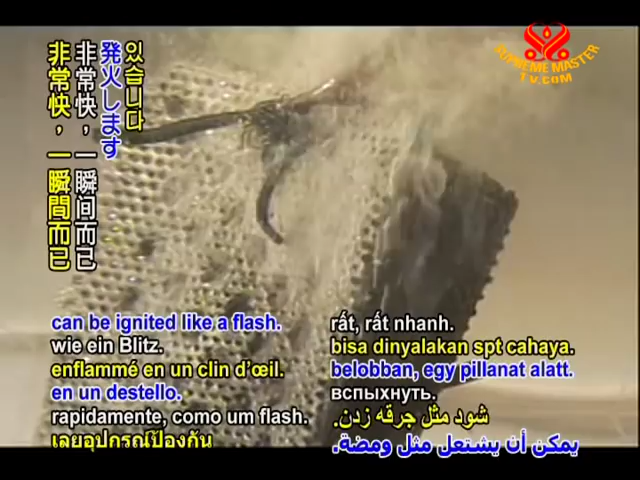 SUPREME MASTER
TV.COM
있습니다
発火します
非常快，一瞬间而已
非常快，一瞬間而已
can be ignited like a flash.
wie ein Blitz.
enflammé en un clin d'œil.
en un destello.
rapidamente, como um flash.
เลยอุปกรณ์ป้องกัน
rất, rất nhanh.
bisa dinyalakan spt cahaya.
belobban, egy pillanat alatt.
вспыхнуть.
شود مثل جرقه زدن.
يمكن أن يشتعل مثل ومضة.